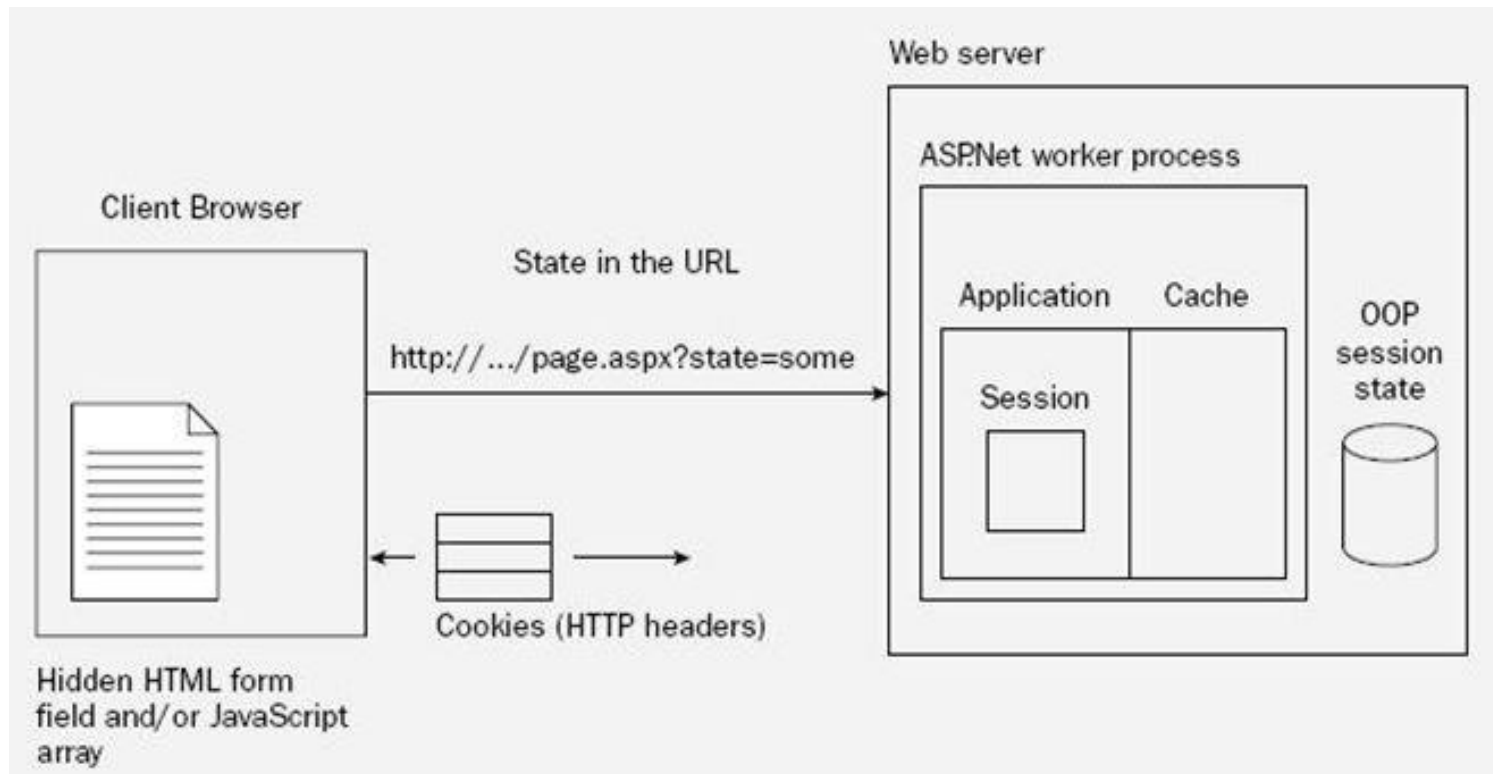 Web server
ASP.Net worker process
Client Browser
State in the URL
Application
Cache
OOP
session
state
http:// .../page.aspx?state=some
Session
Cookies (HTTP headers)
Hidden HTML form
field and/or JavaScript
array